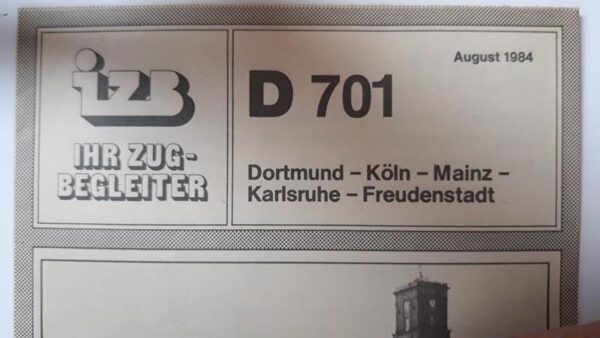 izb
IHR ZUG-
BEGLEITER
August 1984
D 701
Dortmund – Köln – Mainz –
Karlsruhe – Freudenstadt